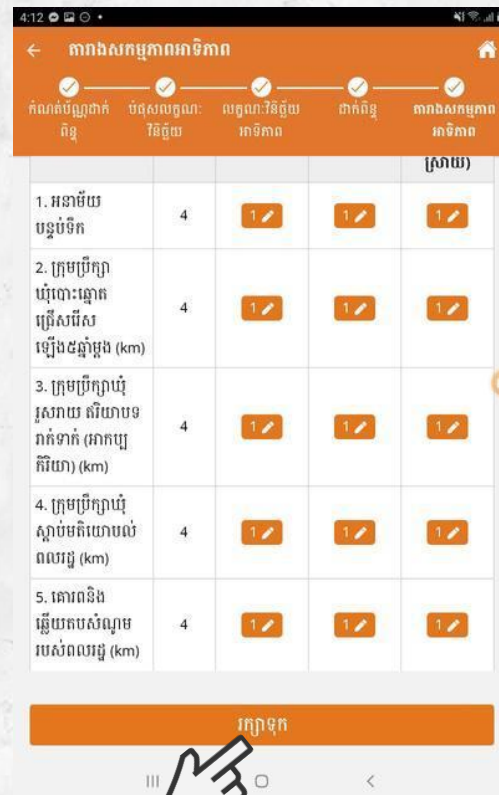 4:12
តារាងសកម្មភាពអាទិភាព
កំណត់ប័ណ្ណដាក់
ពិន្ទុ
បំផុសលក្ខណៈ
វិនិច្ឆ័យ
លក្ខណៈវិនិច្ឆ័យ
អាទិភាព
ដាក់ពិន្ទុ
តារាងសកម្មភាព
អាទិភាព
ស្រាយ)
1. អនាម័យ
បន្ទប់ទឹក
4 1 1 1
2. ក្រុមប្រឹក្សា
ឃុំបោះឆ្នោត
ជ្រើសរើស
ឡើង៥ឆ្នាំម្តង (km)
4 1 1 1
3. ក្រុមប្រឹក្សាឃុំ
រួសរាយ ឥរិយាបទ
រាក់ទាក់ (អាកប្ប
កិរិយា) (km)
4 1 1 1
4. ក្រុមប្រឹក្សាឃុំ
ស្តាប់មតិយោបល់
ពលរដ្ឋ (km)
4 1 1 1
5. គោរពនិង
ឆ្លើយតបសំណូម
របស់ពលរដ្ឋ (km)
4 1 1 1
រក្សាទុក